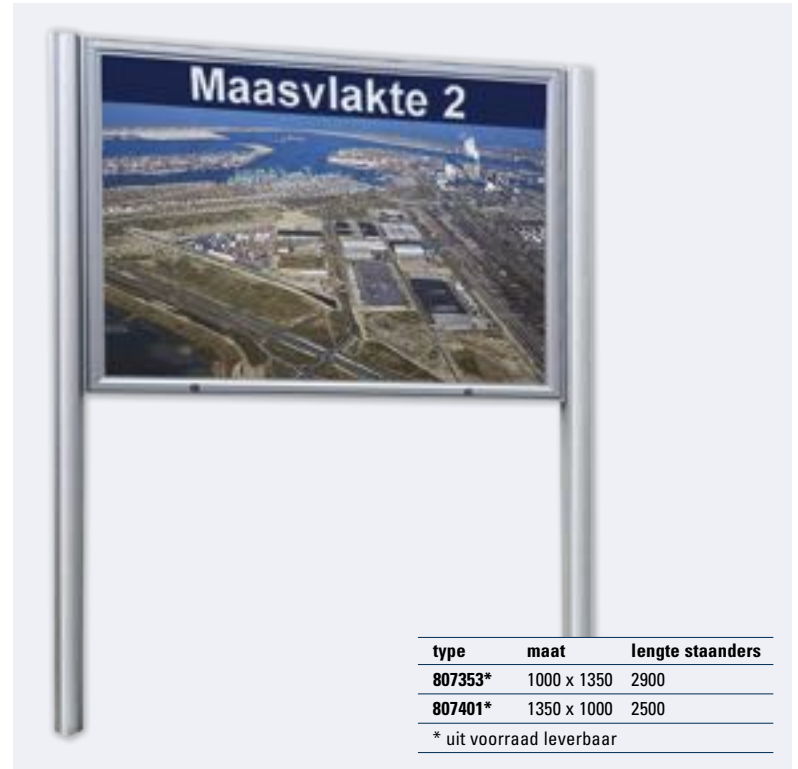 Maasvlakte 2
type maat lengte staanders
807353* 1000 x 1350 2900
807401* 1350 x 1000 2500
* uit voorraad leverbaar